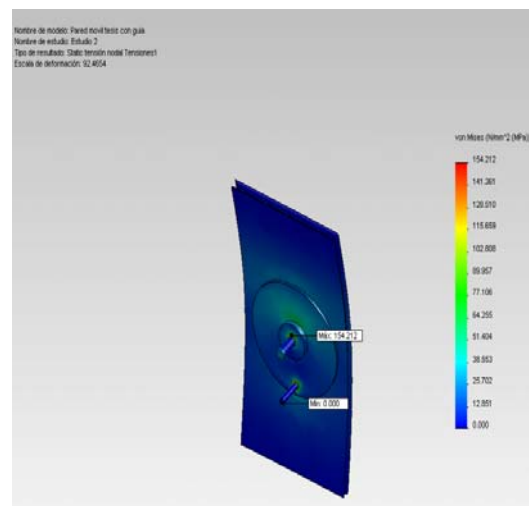 Nombre de modelo: Pared movil tesis con guia
Nombre de estudio: Estudio 2
Tipo de resultado: Static tensión nodal Tensiones1
Escala de deformación: 92.4654
von Mises (N/mm^2 (MPa))
154.212
141.361
128.510
115.659
102.808
89.957
77.106
64.255
51.404
38.553
25.702
12.851
0.000
Máx: 154.212
Min: 0.000